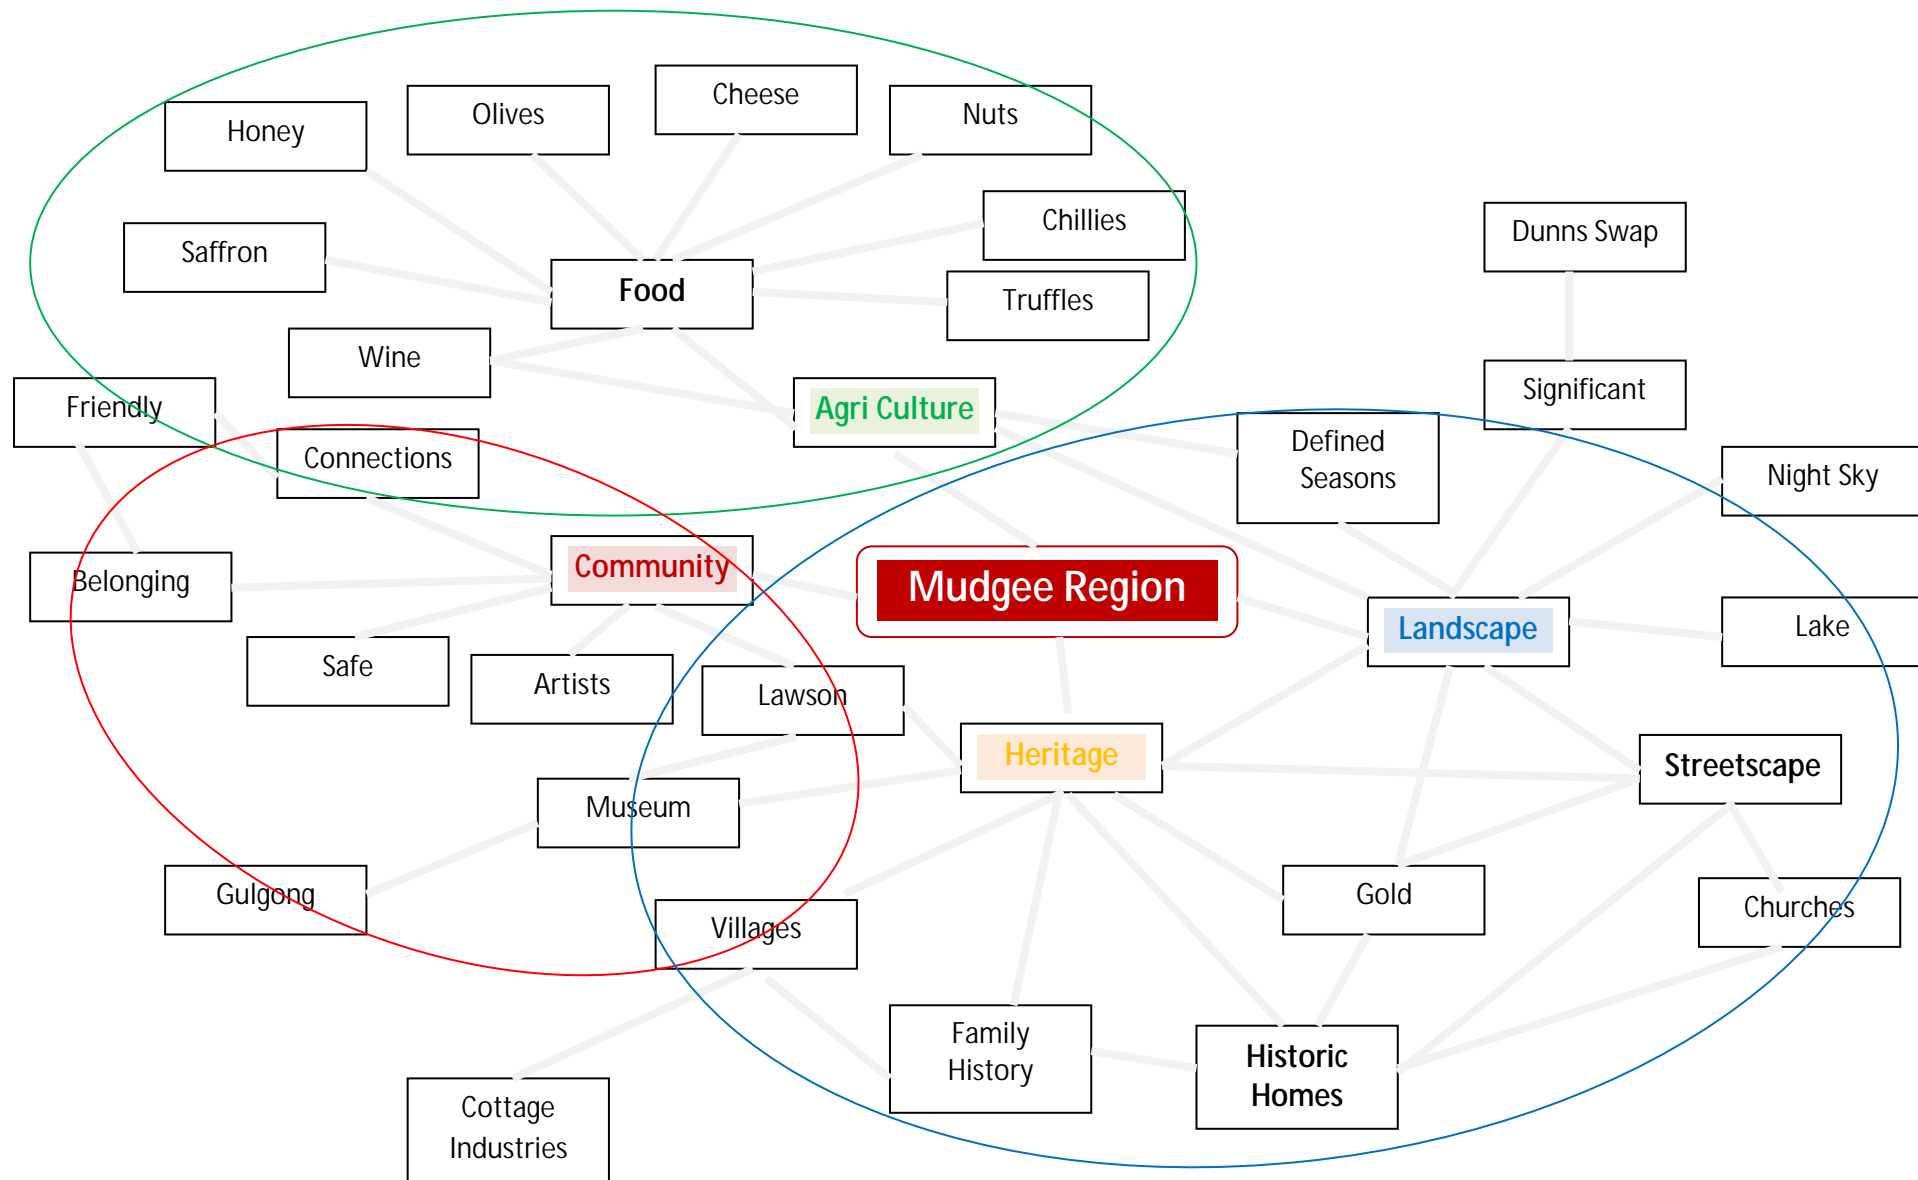 Cheese
Olives
Nuts
Honey
Chillies
Dunns Swap
Saffron
Food
Truffles
Wine
Significant
Friendly
Agri Culture
Defined
Seasons
Connections
Night Sky
Community
Mudgee Region
Belonging
Landscape
Lake
Safe
Artists
Lawson
Heritage
Streetscape
Museum
Gulgong
Gold
Churches
Villages
Family
History
Historic
Homes
Cottage
Industries